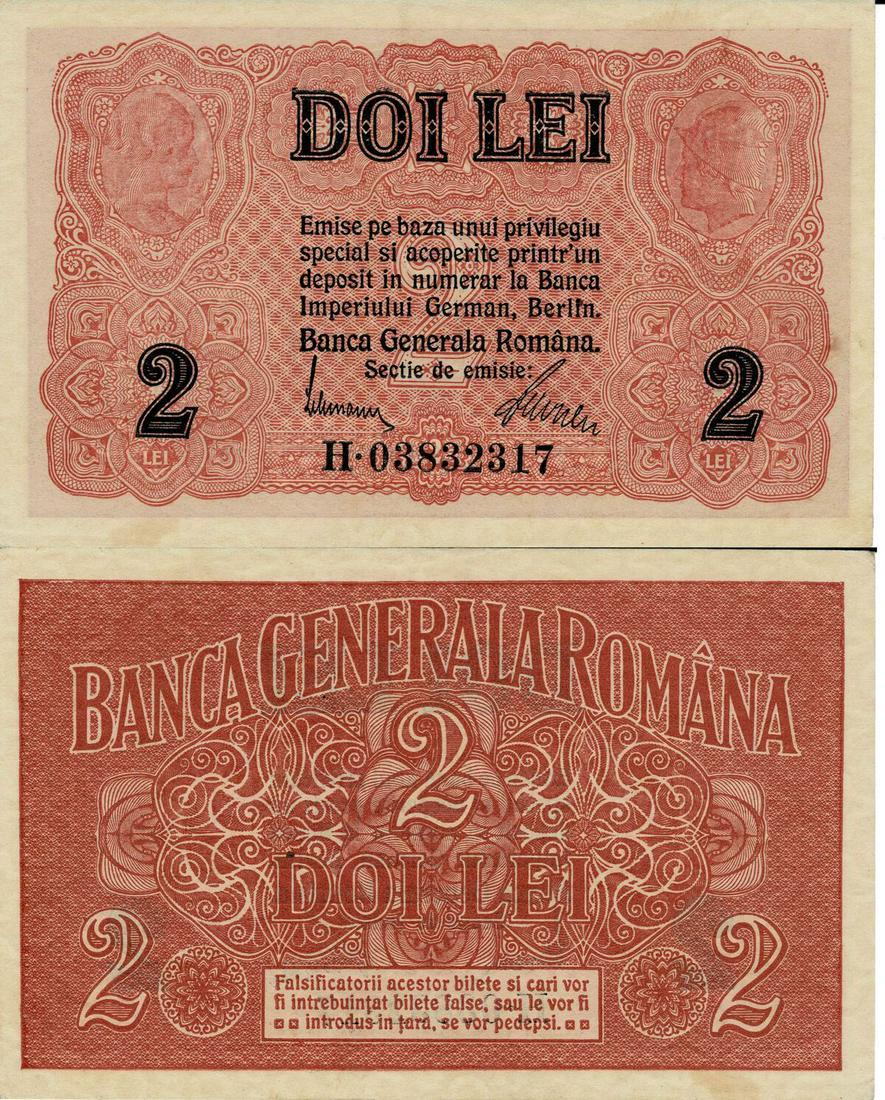 DOI LEI
Emise pe baza unui privilegiu
special si acoperite printr'un
deposit in numerar la Banca
Imperiului German, Berlin.
Banca Generala Româna.
Sectie de emisie:
2
2
2
LEI
LEI
H·03832317
BANCA GENERALA ROMÂNA
2
DOI LEI
2
2
Falsificatorii acestor bilete si cari vor
fi intrebuințat bilete false, sau le vor fi
introdus in țară, se vor pedepsi.